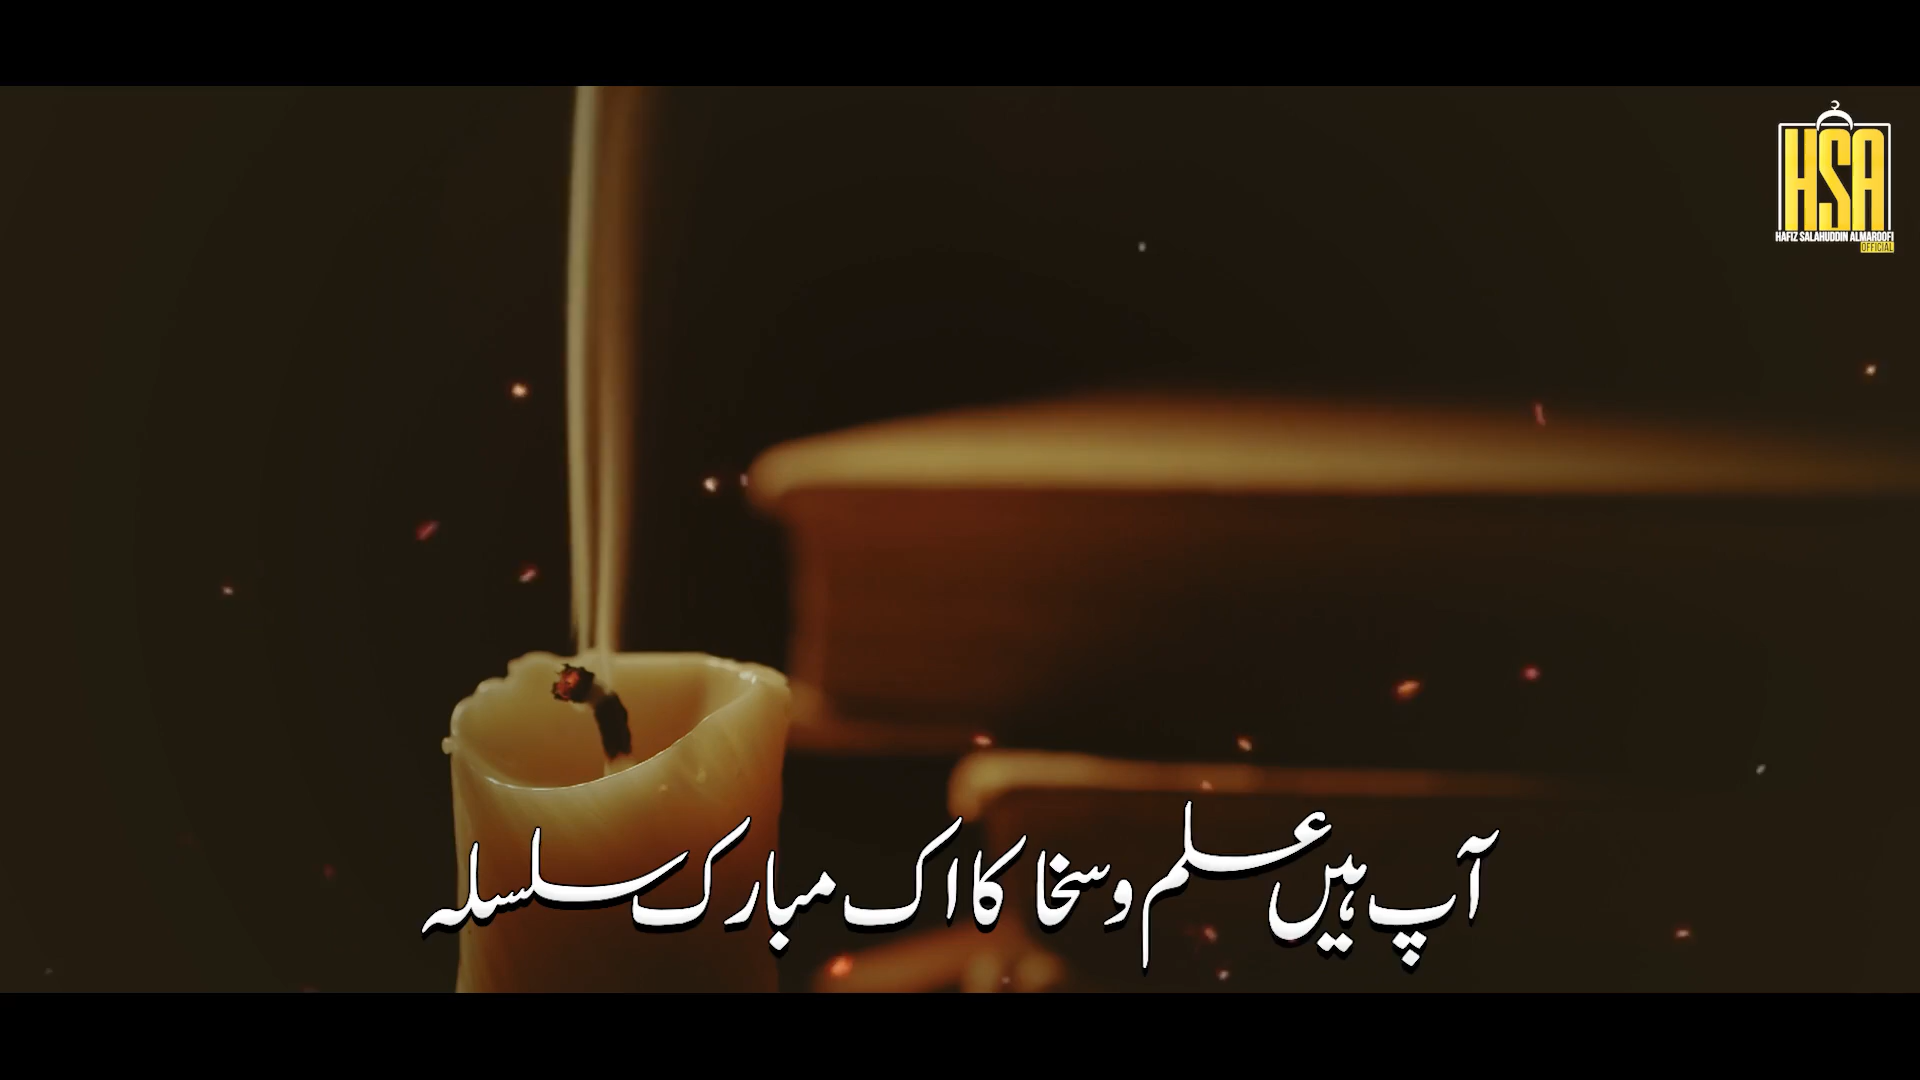 HSA
HAFIZ SALAHUDDIN ALMAROOFI
OFFICIAL
آپ ہیں علم و سخا کا اک مبارک سلسلہ